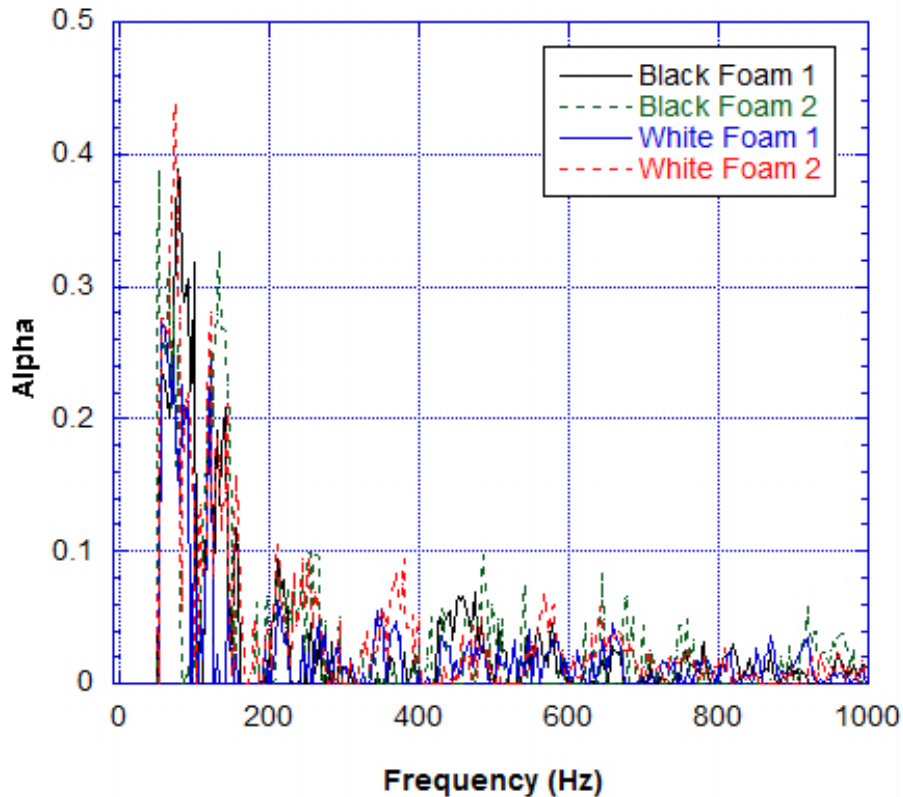 0.5
0.4
0.3
0.2
0.1
0
Alpha
Black Foam 1
Black Foam 2
White Foam 1
White Foam 2
0 200 400 600 800 1000
Frequency (Hz)